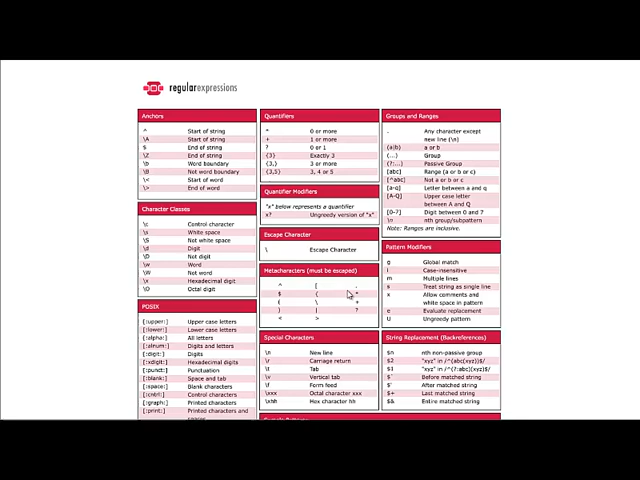 regularexpressions
Anchors
^ Start of string
\A Start of string
$ End of string
\Z End of string
\b Word boundary
\B Not word boundary
\< Start of word
\> End of word
Character Classes
\c Control character
\s White space
\S Not white space
\d Digit
\D Not digit
\w Word
\W Not word
\x Hexadecimal digit
\O Octal digit
POSIX
[:upper:] Upper case letters
[:lower:] Lower case letters
[:alpha:] All letters
[:alnum:] Digits and letters
[:digit:] Digits
[:xdigit:] Hexadecimal digits
[:punct:] Punctuation
[:blank:] Space and tab
[:space:] Blank characters
[:cntrl:] Control characters
[:graph:] Printed characters
[:print:] Printed characters and
Quantifiers
* 0 or more
+ 1 or more
? 0 or 1
{3} Exactly 3
{3,} 3 or more
{3,5} 3, 4 or 5
Quantifier Modifiers
"x" below represents a quantifier
x? Ungreedy version of "x"
Escape Character
\ Escape Character
Metacharacters (must be escaped)
^ [ .
$ { *
( \ +
) | ?
< >
Special Characters
\n New line
\r Carriage return
\t Tab
\v Vertical tab
\f Form feed
\xxx Octal character xxx
\xhh Hex character hh
Groups and Ranges
. Any character except
new line (\n)
(a|b) a or b
(...) Group
(?:...) Passive Group
[abc] Range (a or b or c)
[^abc] Not a or b or c
[a-q] Letter between a and q
[A-Q] Upper case letter
between A and Q
[0-7] Digit between 0 and 7
\n nth group/subpattern
Note: Ranges are inclusive.
Pattern Modifiers
g Global match
i Case-insensitive
m Multiple lines
s Treat string as single line
x Allow comments and
white space in pattern
e Evaluate replacement
U Ungreedy pattern
String Replacement (Backreferences)
$n nth non-passive group
$2 "xyz" in /^(abc(xyz))$/
$1 "xyz" in /^(?:abc)(xyz)$/
$` Before matched string
$' After matched string
$+ Last matched string
$& Entire matched string